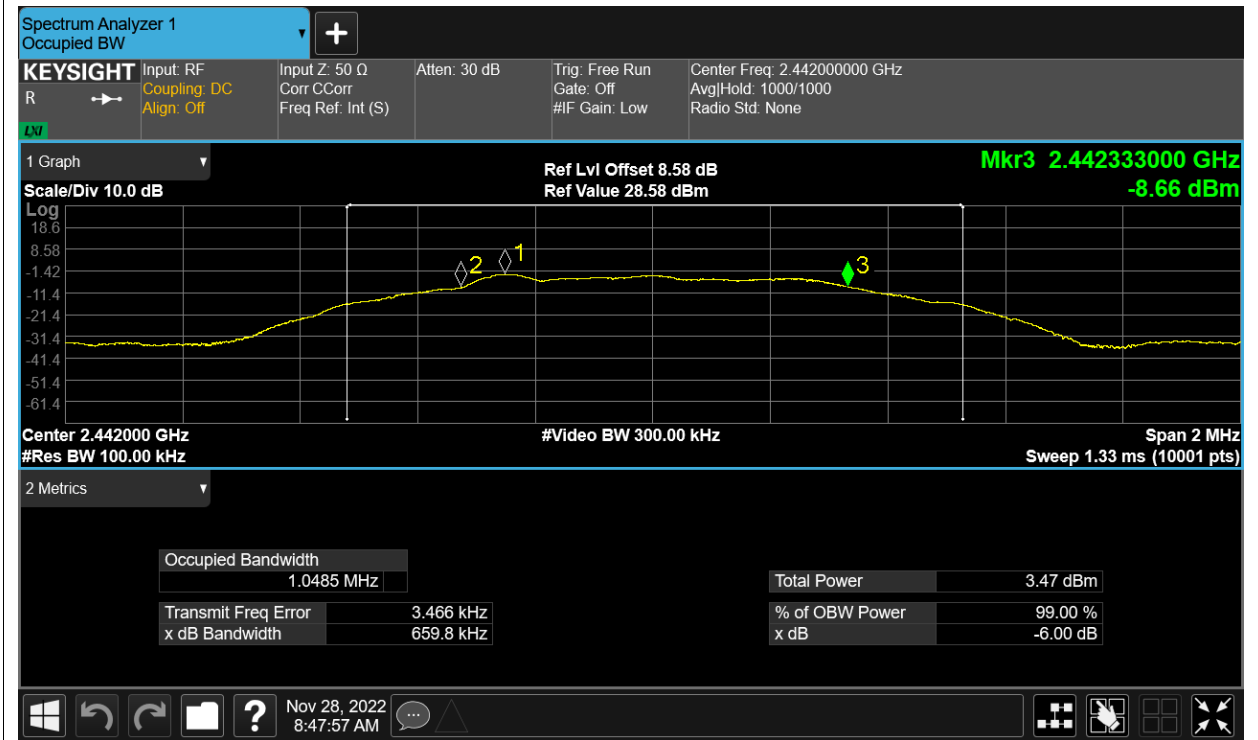 Spectrum Analyzer 1
Occupied BW
KEYSIGHT
R
LXI
Input: RF
Coupling: DC
Align: Off
Input Z: 50 Ω
Corr CCorr
Freq Ref: Int (S)
Atten: 30 dB
Trig: Free Run
Gate: Off
#IF Gain: Low
Center Freq: 2.442000000 GHz
Avg|Hold: 1000/1000
Radio Std: None
1 Graph
Scale/Div 10.0 dB
Ref Lvl Offset 8.58 dB
Ref Value 28.58 dBm
Mkr3 2.442333000 GHz
-8.66 dBm
Log
18.6
8.58
-1.42
-11.4
-21.4
-31.4
-41.4
-51.4
-61.4
2
1
3
Center 2.442000 GHz
#Video BW 300.00 kHz
Span 2 MHz
#Res BW 100.00 kHz
Sweep 1.33 ms (10001 pts)
2 Metrics
Occupied Bandwidth
1.0485 MHz
Total Power 3.47 dBm
Transmit Freq Error 3.466 kHz
% of OBW Power 99.00 %
x dB Bandwidth 659.8 kHz
x dB -6.00 dB
?
Nov 28, 2022
8:47:57 AM